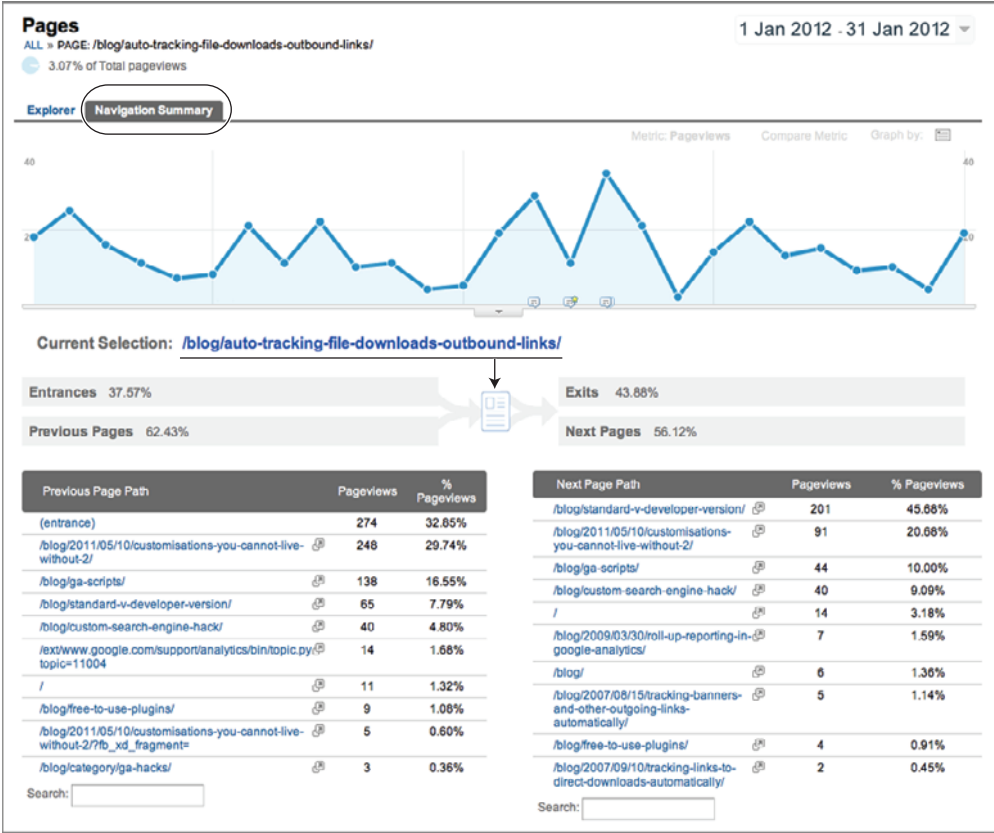 Pages
ALL » PAGE: /blog/auto-tracking-file-downloads-outbound-links/
3.07% of Total pageviews
1 Jan 2012 - 31 Jan 2012
Explorer Navigation Summary
Metric: Pageviews Compare Metric Graph by:
40 40
20 20
Current Selection: /blog/auto-tracking-file-downloads-outbound-links/
Entrances 37.57%
Previous Pages 62.43%
Exits 43.88%
Next Pages 56.12%
Previous Page Path Pageviews % Pageviews
(entrance) 274 32.85%
/blog/2011/05/10/customisations-you-cannot-live- 248 29.74%
without-2/
/blog/ga-scripts/ 138 16.55%
/blog/standard-v-developer-version/ 65 7.79%
/blog/custom-search-engine-hack/ 40 4.80%
/ext/www.google.com/support/analytics/bin/topic.py 14 1.68%
topic=11004
/ 11 1.32%
/blog/free-to-use-plugins/ 9 1.08%
/blog/2011/05/10/customisations-you-cannot-live- 5 0.60%
without-2/?fb_xd_fragment=
/blog/category/ga-hacks/ 3 0.36%
Search:
Next Page Path Pageviews % Pageviews
/blog/standard-v-developer-version/ 201 45.68%
/blog/2011/05/10/customisations- 91 20.68%
you-cannot-live-without-2/
/blog/ga-scripts/ 44 10.00%
/blog/custom-search-engine-hack/ 40 9.09%
/ 14 3.18%
/blog/2009/03/30/roll-up-reporting-in- 7 1.59%
google-analytics/
/blog/ 6 1.36%
/blog/2007/08/15/tracking-banners- 5 1.14%
and-other-outgoing-links-
automatically/
/blog/free-to-use-plugins/ 4 0.91%
/blog/2007/09/10/tracking-links-to- 2 0.45%
direct-downloads-automatically/
Search: